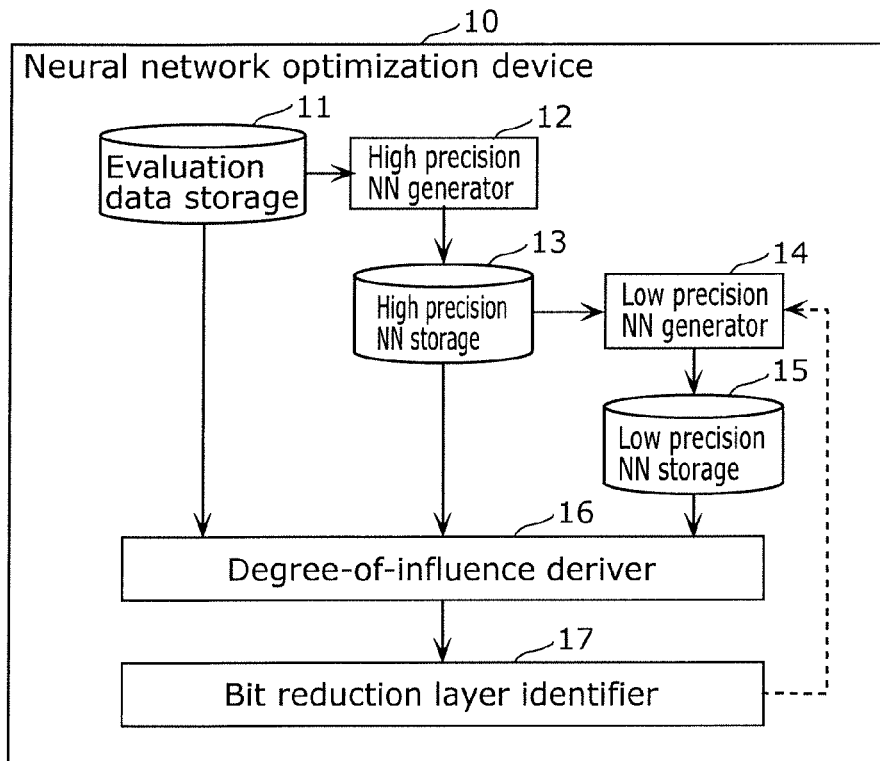 10
Neural network optimization device
11
Evaluation
data storage
12
High precision
NN generator
13
High precision
NN storage
14
Low precision
NN generator
15
Low precision
NN storage
16
Degree-of-influence deriver
17
Bit reduction layer identifier